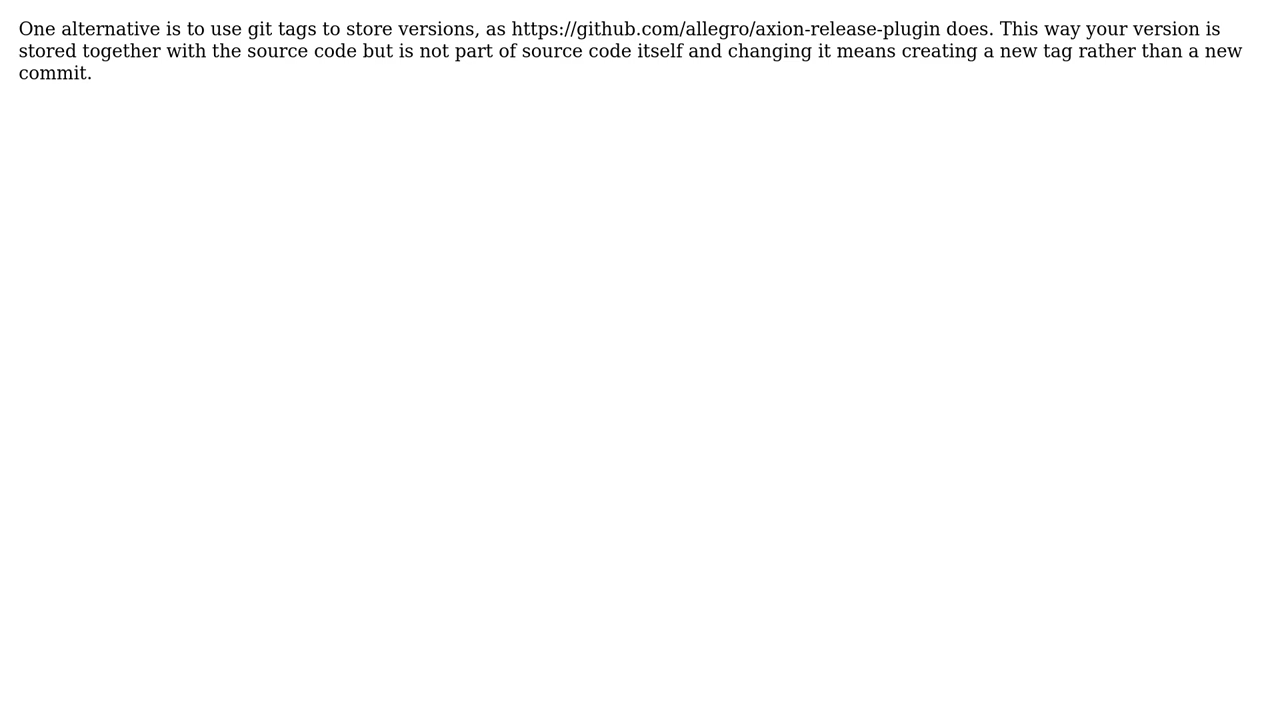 One alternative is to use git tags to store versions, as https://github.com/allegro/axion-release-plugin does. This way your version is
stored together with the source code but is not part of source code itself and changing it means creating a new tag rather than a new
commit.